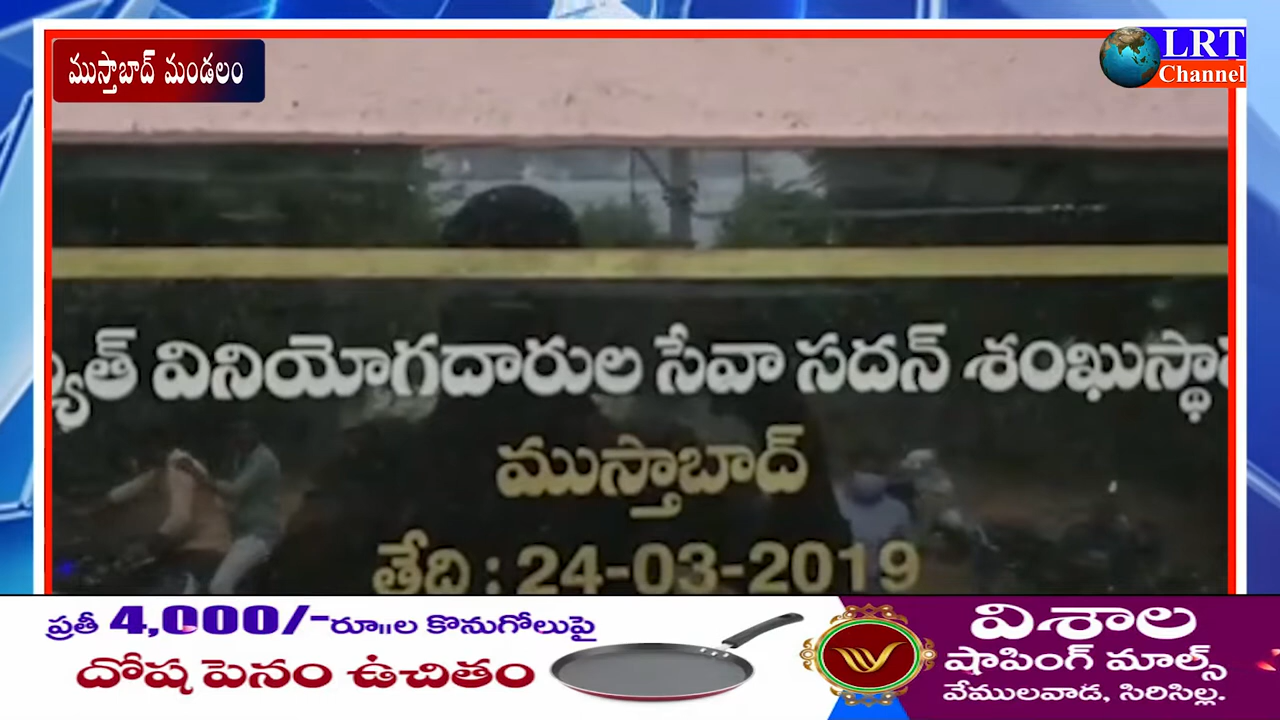 ముస్తాబాద్ మండలం
LRT
Channel
వినియోగదారుల సేవా సదన్
ముస్తాబాద్
తేది : 24-03-2019
ప్రతీ 4,000/-రూ॥ల కొనుగోలుపై
దోష పెనం ఉచితం
విశాల
షాపింగ్ మాల్స్
వేములవాడ, సిరిసిల్ల.